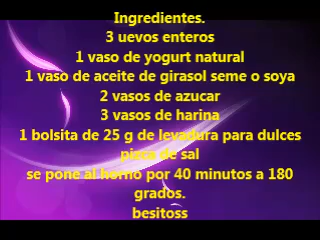 Ingredientes.
3 uevos enteros
1 vaso de yogurt natural
1 vaso de aceite de girasol seme o soya
2 vasos de azucar
3 vasos de harina
1 bolsita de 25 g de levadura para dulces
pizca de sal
se pone al horno por 40 minutos a 180
grados.
besitoss